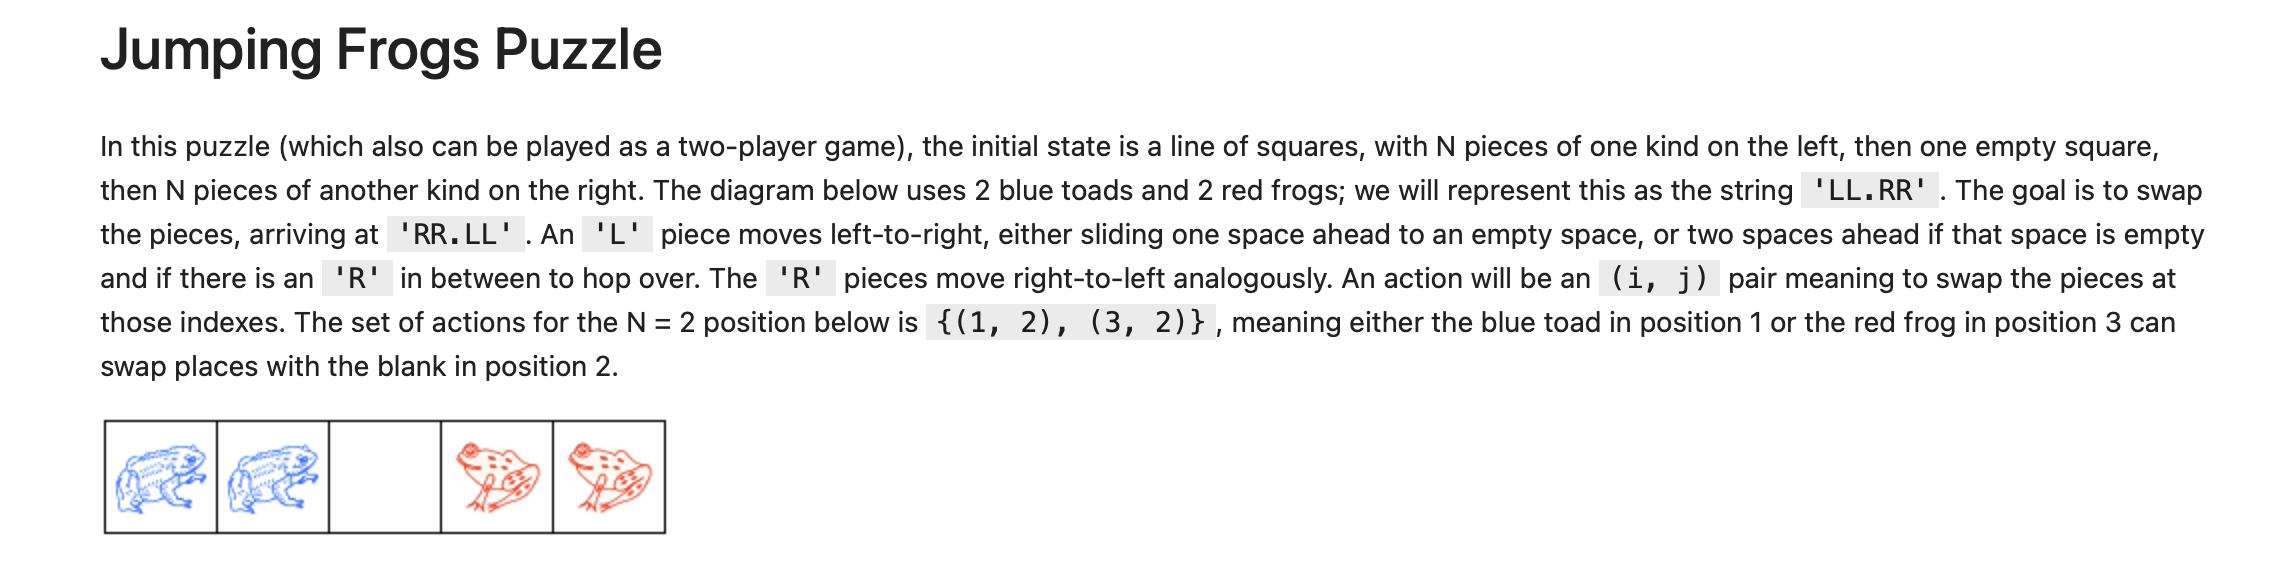 Jumping Frogs Puzzle
In this puzzle (which also can be played as a two-player game), the initial state is a line of squares, with N pieces of one kind on the left, then one empty square,
then N pieces of another kind on the right. The diagram below uses 2 blue toads and 2 red frogs; we will represent this as the string 'LL.RR' . The goal is to swap
the pieces, arriving at 'RR.LL' . An 'L' piece moves left-to-right, either sliding one space ahead to an empty space, or two spaces ahead if that space is empty
and if there is an 'R' in between to hop over. The 'R' pieces move right-to-left analogously. An action will be an (i, j) pair meaning to swap the pieces at
those indexes. The set of actions for the N = 2 position below is {(1, 2), (3, 2)} , meaning either the blue toad in position 1 or the red frog in position 3 can
swap places with the blank in position 2.